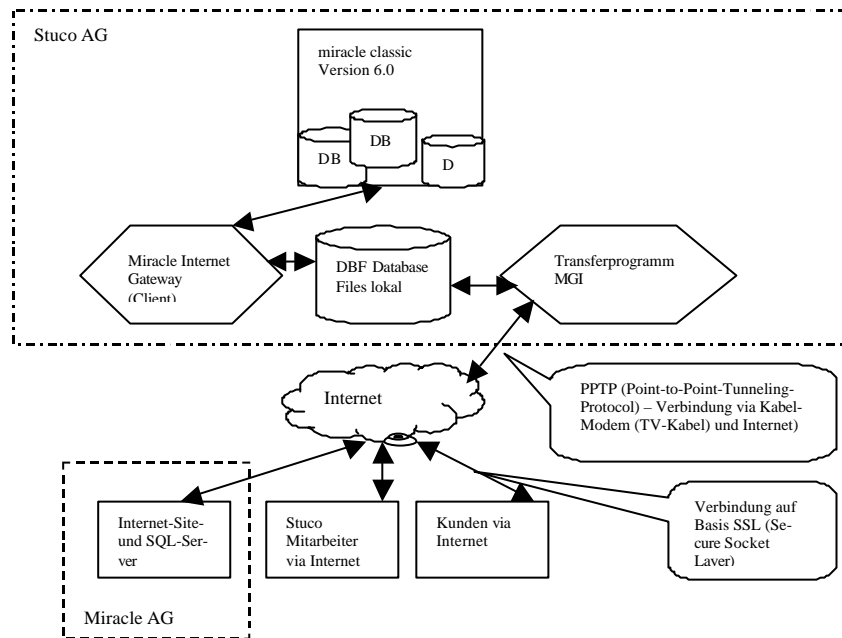 Stuco AG
miracle classic
Version 6.0
DB
DB
D
Miracle Internet
Gateway
(Client)
DBF Database
Files lokal
Transferprogramm
MGI
Internet
PPTP (Point-to-Point-Tunneling-
Protocol) – Verbindung via Kabel-
Modem (TV-Kabel) und Internet)
Internet-Site-
und SQL-Ser-
ver
Stuco
Mitarbeiter
via Internet
Kunden via
Internet
Verbindung auf
Basis SSL (Se-
cure Socket
Layer)
Miracle AG